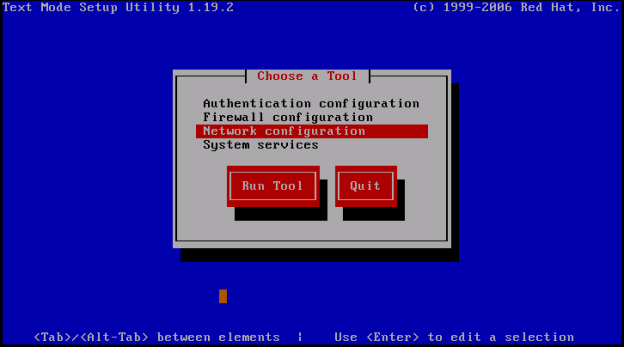 Text Mode Setup Utility 1.19.2 (c) 1999-2006 Red Hat, Inc.
Choose a Tool
Authentication configuration
Firewall configuration
Network configuration
System services
Run Tool Quit
<Tab>/<Alt-Tab> between elements | Use <Enter> to edit a selection